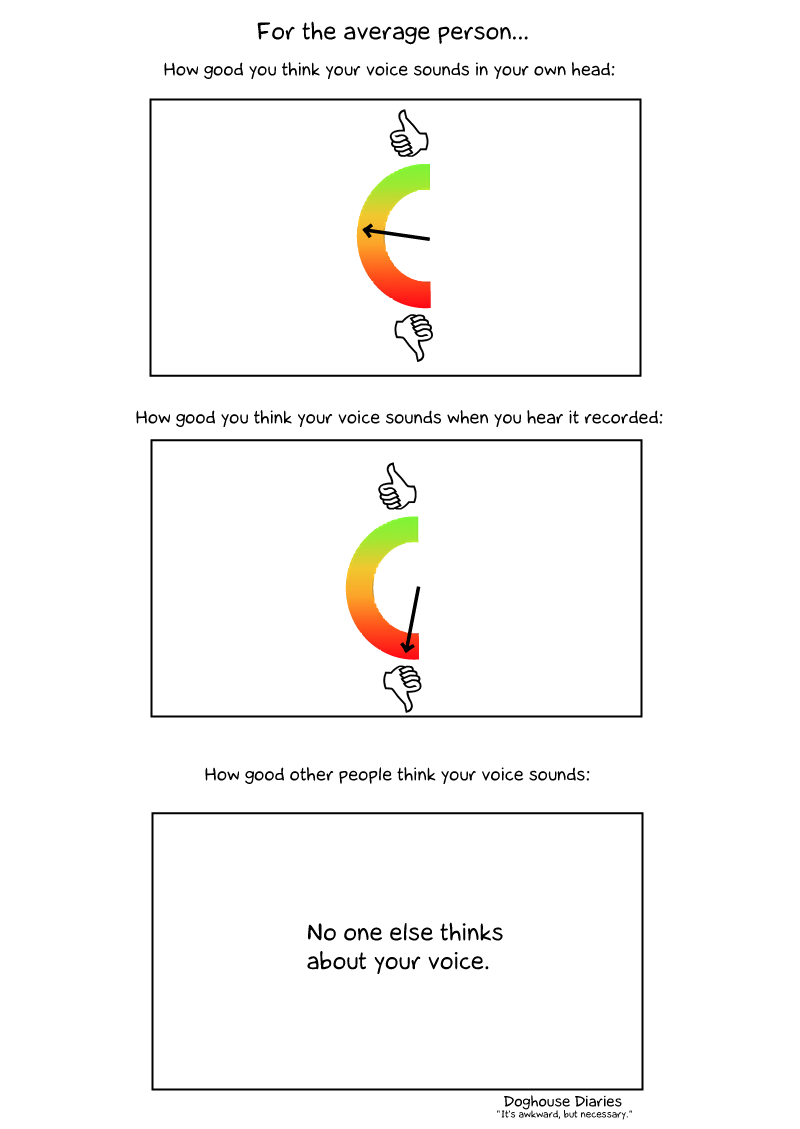 For the average person...
How good you think your voice sounds in your own head:
How good you think your voice sounds when you hear it recorded:
How good other people think your voice sounds:
No one else thinks
about your voice.
Doghouse Diaries
"It's awkward, but necessary."